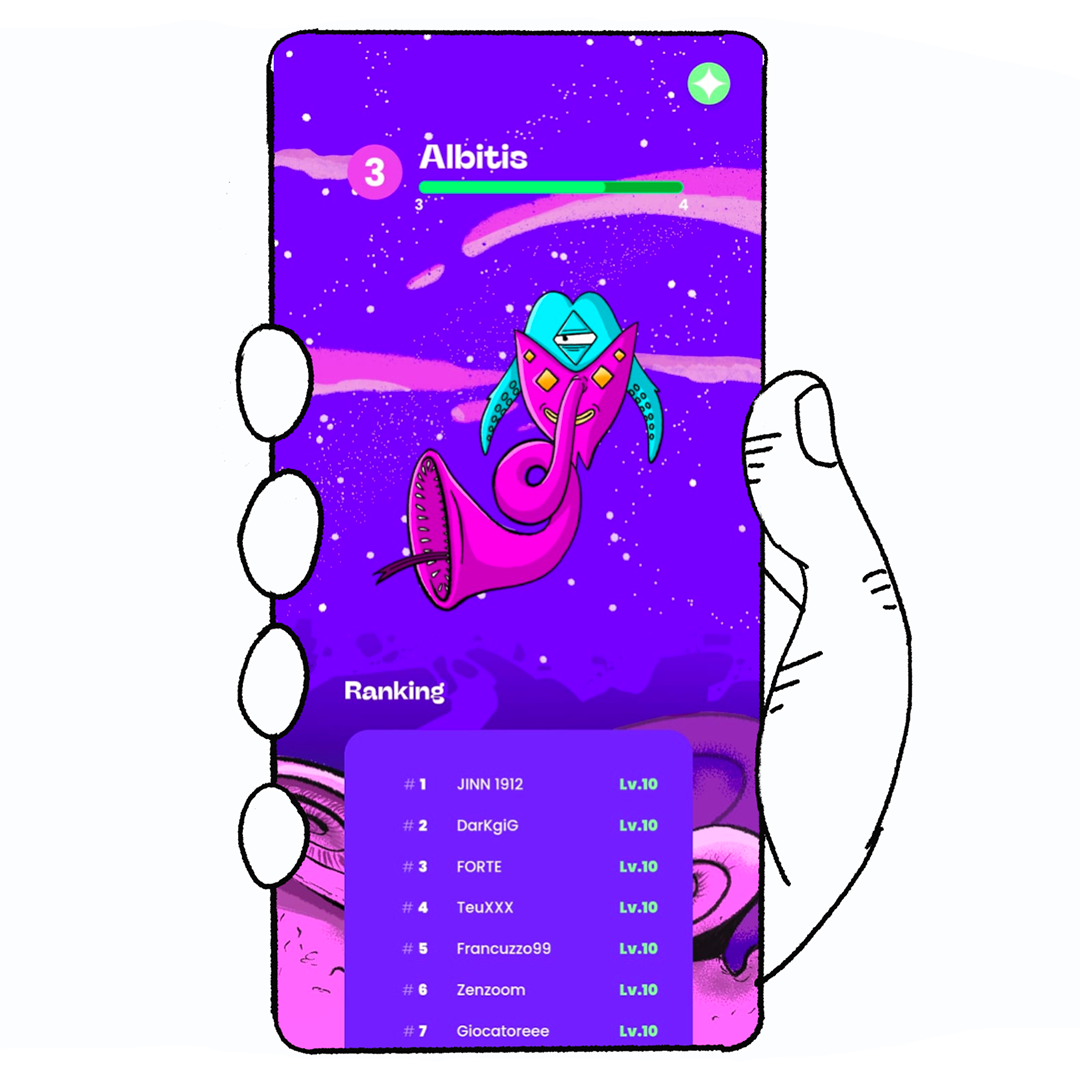 3
Albitis
3 4
Ranking
#1 JINN 1912 Lv.10
#2 DarKgiG Lv.10
#3 FORTE Lv.10
#4 TeuXXX Lv.10
#5 Francuzzo99 Lv.10
#6 Zenzoom Lv.10
#7 Giocatoreee Lv.10